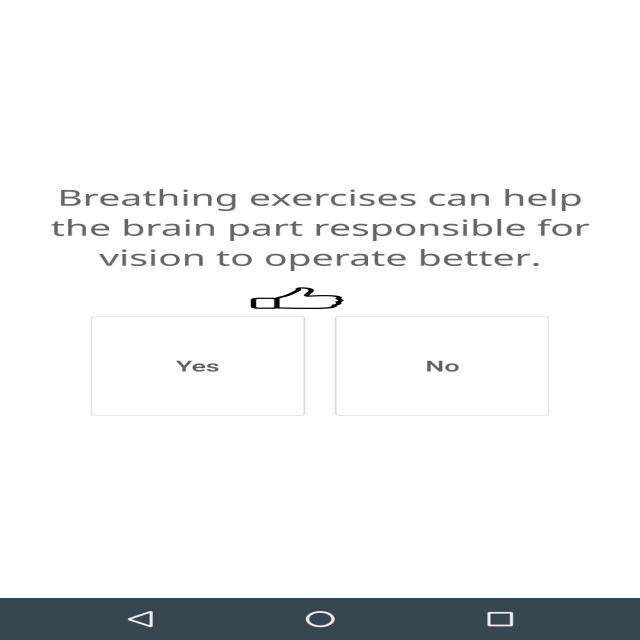 Breathing exercises can help
the brain part responsible for
vision to operate better.
Yes
No